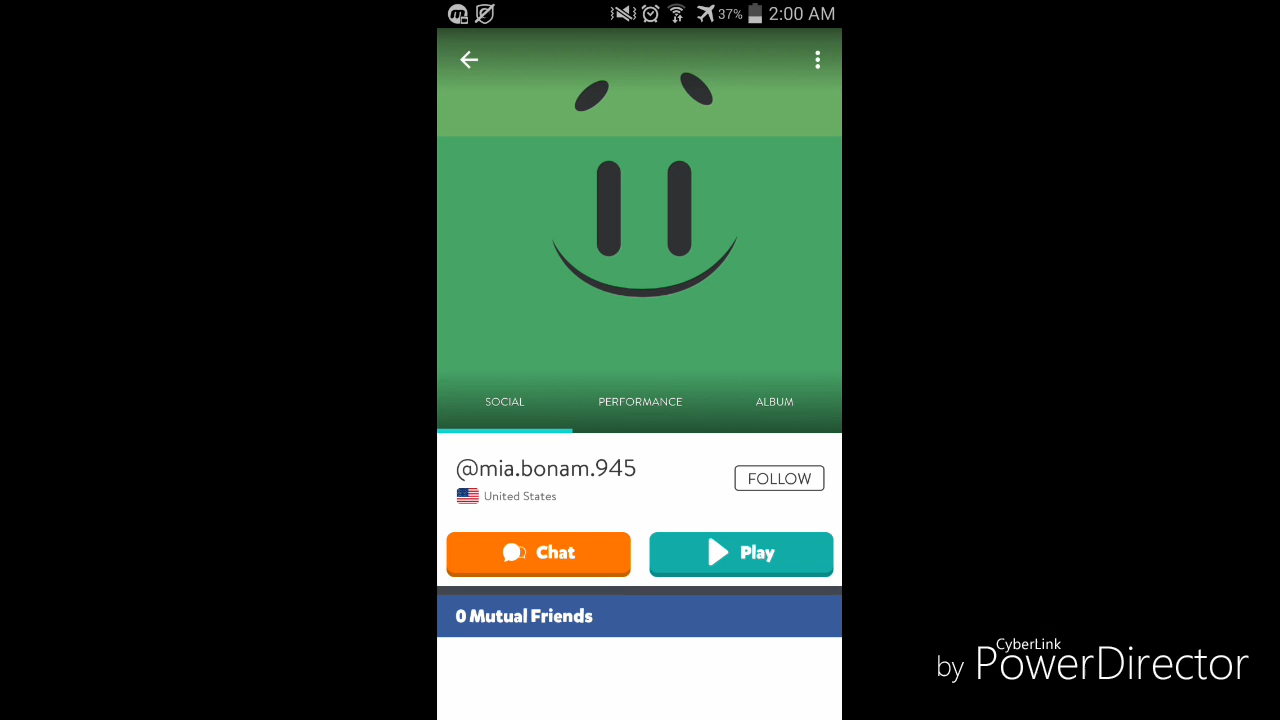 37% 2:00 AM
SOCIAL PERFORMANCE ALBUM
@mia.bonam.945
FOLLOW
United States
Chat Play
0 Mutual Friends
CyberLink
by PowerDirector